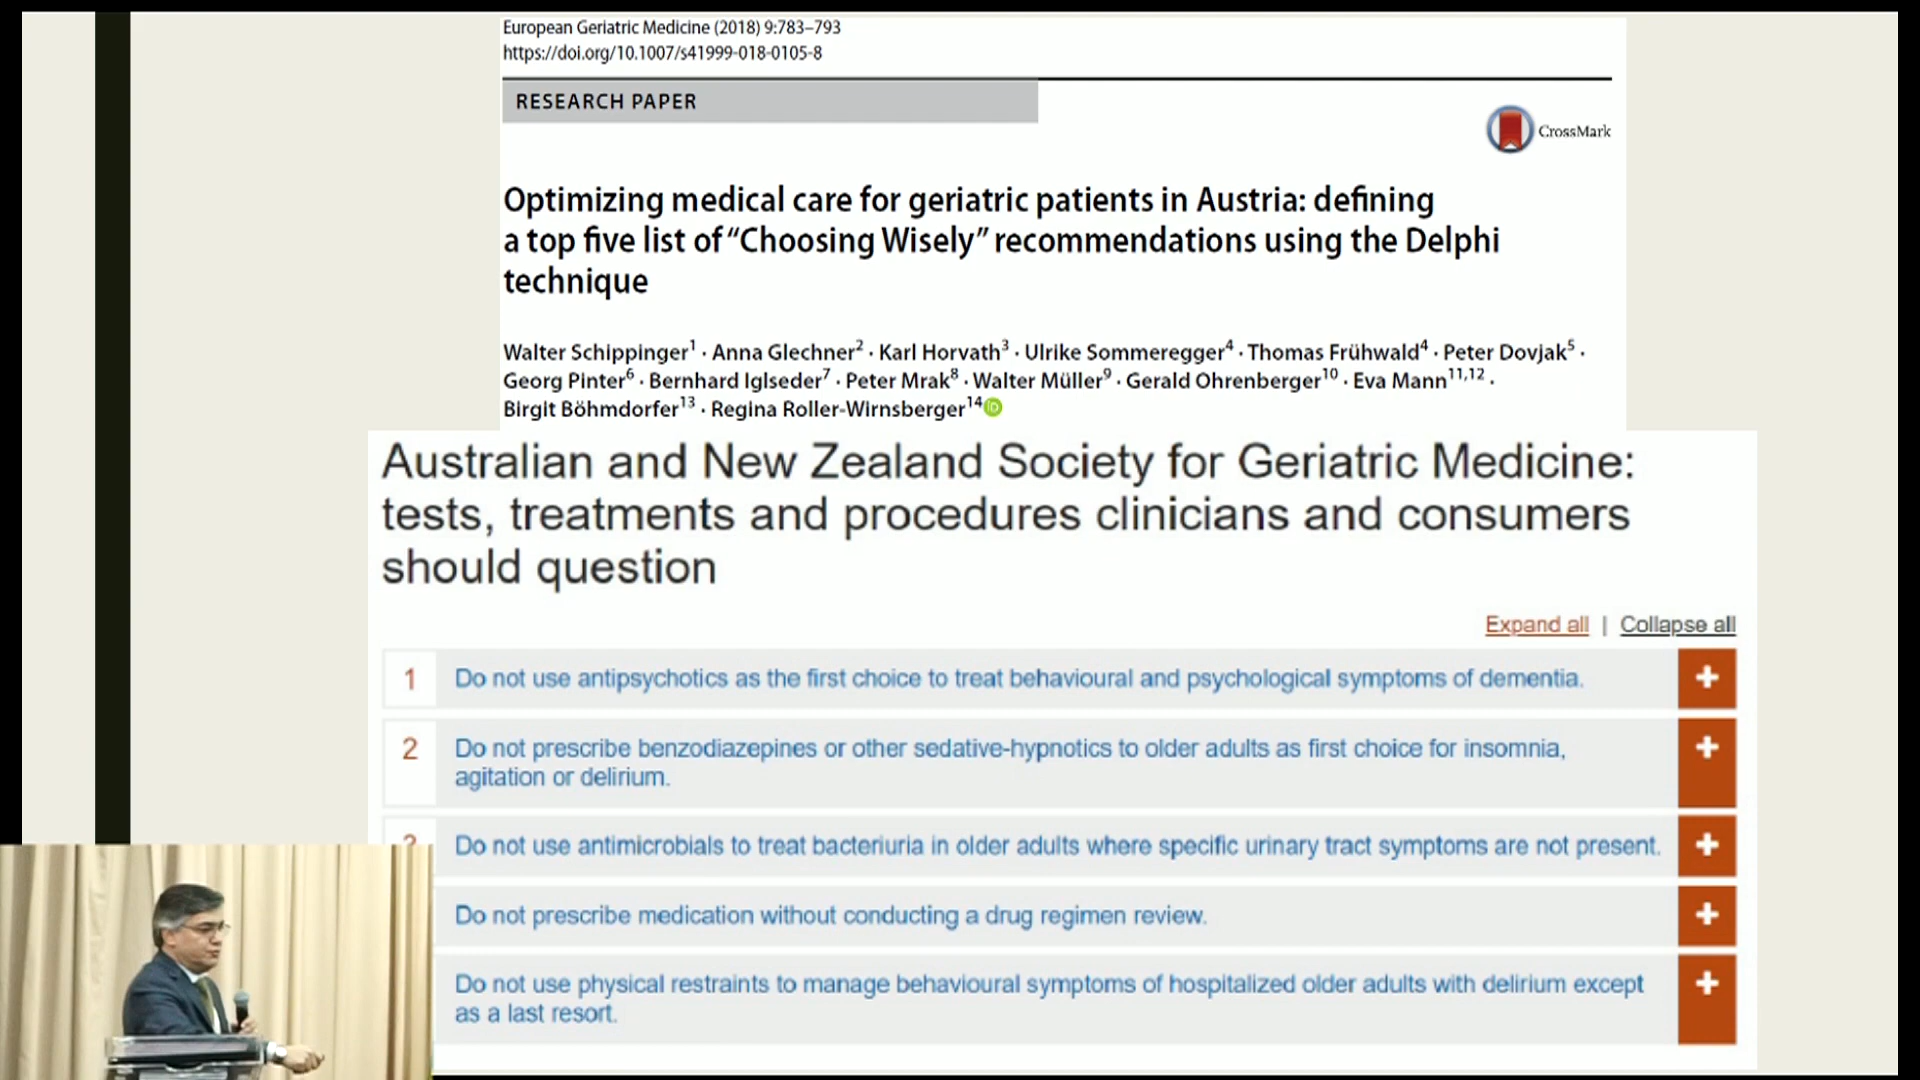 European Geriatric Medicine (2018) 9:783–793
https://doi.org/10.1007/s41999-018-0105-8
RESEARCH PAPER
CrossMark
Optimizing medical care for geriatric patients in Austria: defining
a top five list of “Choosing Wisely” recommendations using the Delphi
technique
Walter Schippinger1 · Anna Glechner2 · Karl Horvath3 · Ulrike Sommeregger4 · Thomas Frühwald4 · Peter Dovjak5 ·
Georg Pinter6 · Bernhard Iglseder7 · Peter Mrak8 · Walter Müller9 · Gerald Ohrenberger10 · Eva Mann11,12 ·
Birgit Böhmdorfer13 · Regina Roller-Wirnsberger14 iD
Australian and New Zealand Society for Geriatric Medicine:
tests, treatments and procedures clinicians and consumers
should question
Expand all | Collapse all
1 Do not use antipsychotics as the first choice to treat behavioural and psychological symptoms of dementia. +
2 Do not prescribe benzodiazepines or other sedative-hypnotics to older adults as first choice for insomnia, +
agitation or delirium.
Do not use antimicrobials to treat bacteriuria in older adults where specific urinary tract symptoms are not present. +
Do not prescribe medication without conducting a drug regimen review. +
Do not use physical restraints to manage behavioural symptoms of hospitalized older adults with delirium except +
as a last resort.